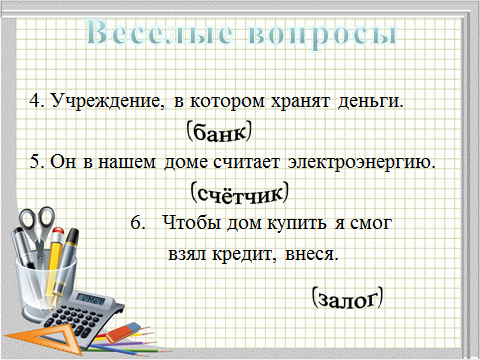 Веселые вопросы
4. Учреждение, в котором хранят деньги.
(банк)
5. Он в нашем доме считает электроэнергию.
(счётчик)
6. Чтобы дом купить я смог
взял кредит, внеся.
(залог)